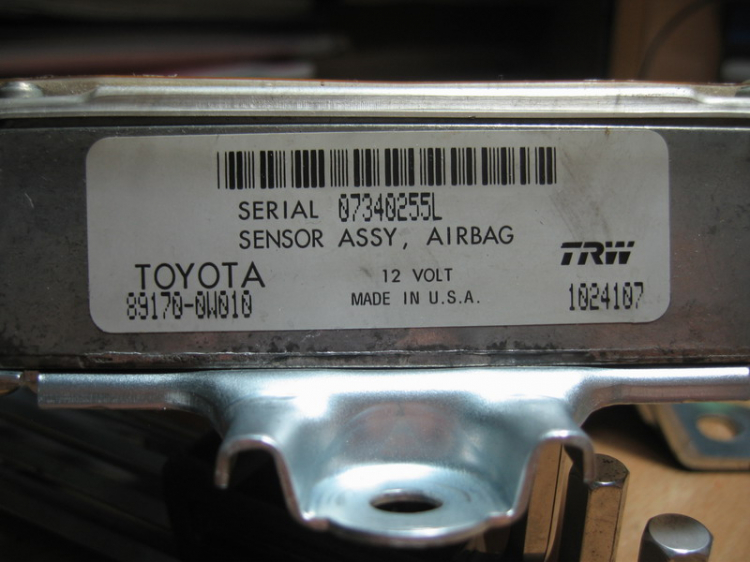 SERIAL 07340255L
SENSOR ASSY, AIRBAG
TRW
TOYOTA 12 VOLT
89170-0W010 MADE IN U.S.A. 1024107